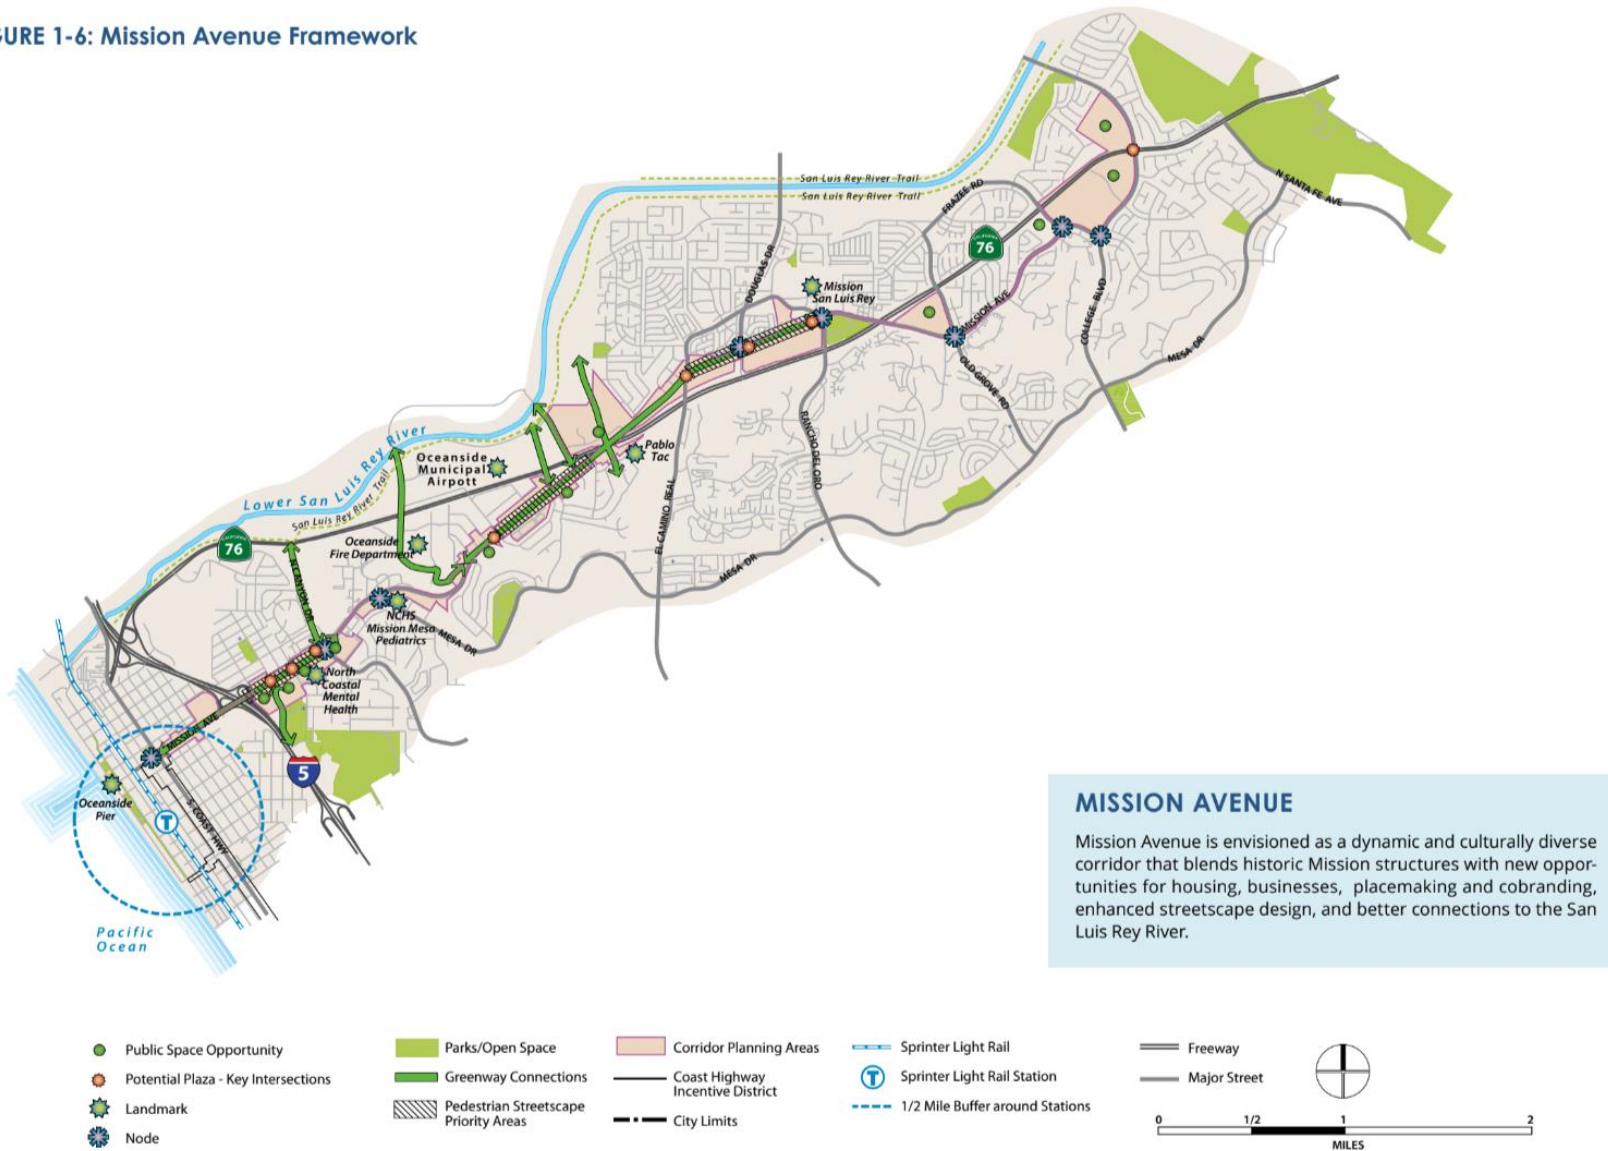 GURE 1-6: Mission Avenue Framework
San Luis Rey River Trail
San Luis Rey River Trail
FRAZEE RD
N SANTA FE AVE
CALIFORNIA
76
DOUGLAS DR
Mission
San Luis Rey
MISSION AVE
COLLEGE BLVD
MESA DR
OLD GROVE RD
RANCHO DEL ORO
Pablo
Tac
Oceanside
Municipal
Airpott
Lower San Luis Rey River
San Luis Rey River Trail
EL CAMINO REAL
CALIFORNIA
76
Oceanside
Fire Department
N CANYON DR
MESA DR
NCHS
Mission Mesa
Pediatrics
MESA DR
North
Coastal
Mental
Health
MISSION AVE
5
Oceanside
Pier
T
S COAST HWY
Pacific
Ocean
MISSION AVENUE
Mission Avenue is envisioned as a dynamic and culturally diverse
corridor that blends historic Mission structures with new oppor-
tunities for housing, businesses, placemaking and cobranding,
enhanced streetscape design, and better connections to the San
Luis Rey River.
Public Space Opportunity
Potential Plaza - Key Intersections
Landmark
Node
Parks/Open Space
Greenway Connections
Pedestrian Streetscape
Priority Areas
Corridor Planning Areas
Coast Highway
Incentive District
City Limits
Sprinter Light Rail
T
Sprinter Light Rail Station
1/2 Mile Buffer around Stations
Freeway
Major Street
0 1/2 1 2
MILES